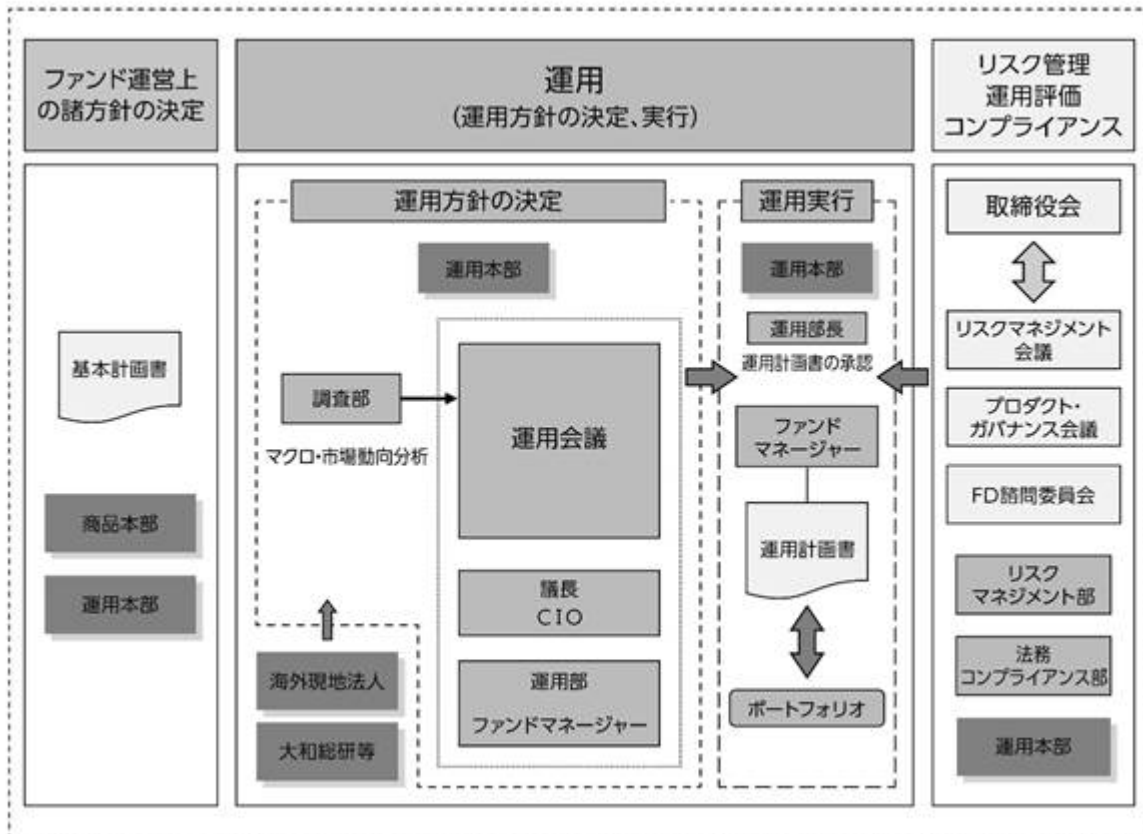 ファンド運営上
の諸方針の決定
基本計画書
商品本部
運用本部
運用
(運用方針の決定、実行)
運用方針の決定
運用本部
調査部
マクロ・市場動向分析
運用会議
議長
CIO
運用部
ファンドマネージャー
海外現地法人
大和総研等
運用実行
運用本部
運用部長
運用計画書の承認
ファンド
マネージャー
運用計画書
ポートフォリオ
リスク管理
運用評価
コンプライアンス
取締役会
リスクマネジメント
会議
プロダクト・
ガバナンス会議
FD諮問委員会
リスク
マネジメント部
法務
コンプライアンス部
運用本部